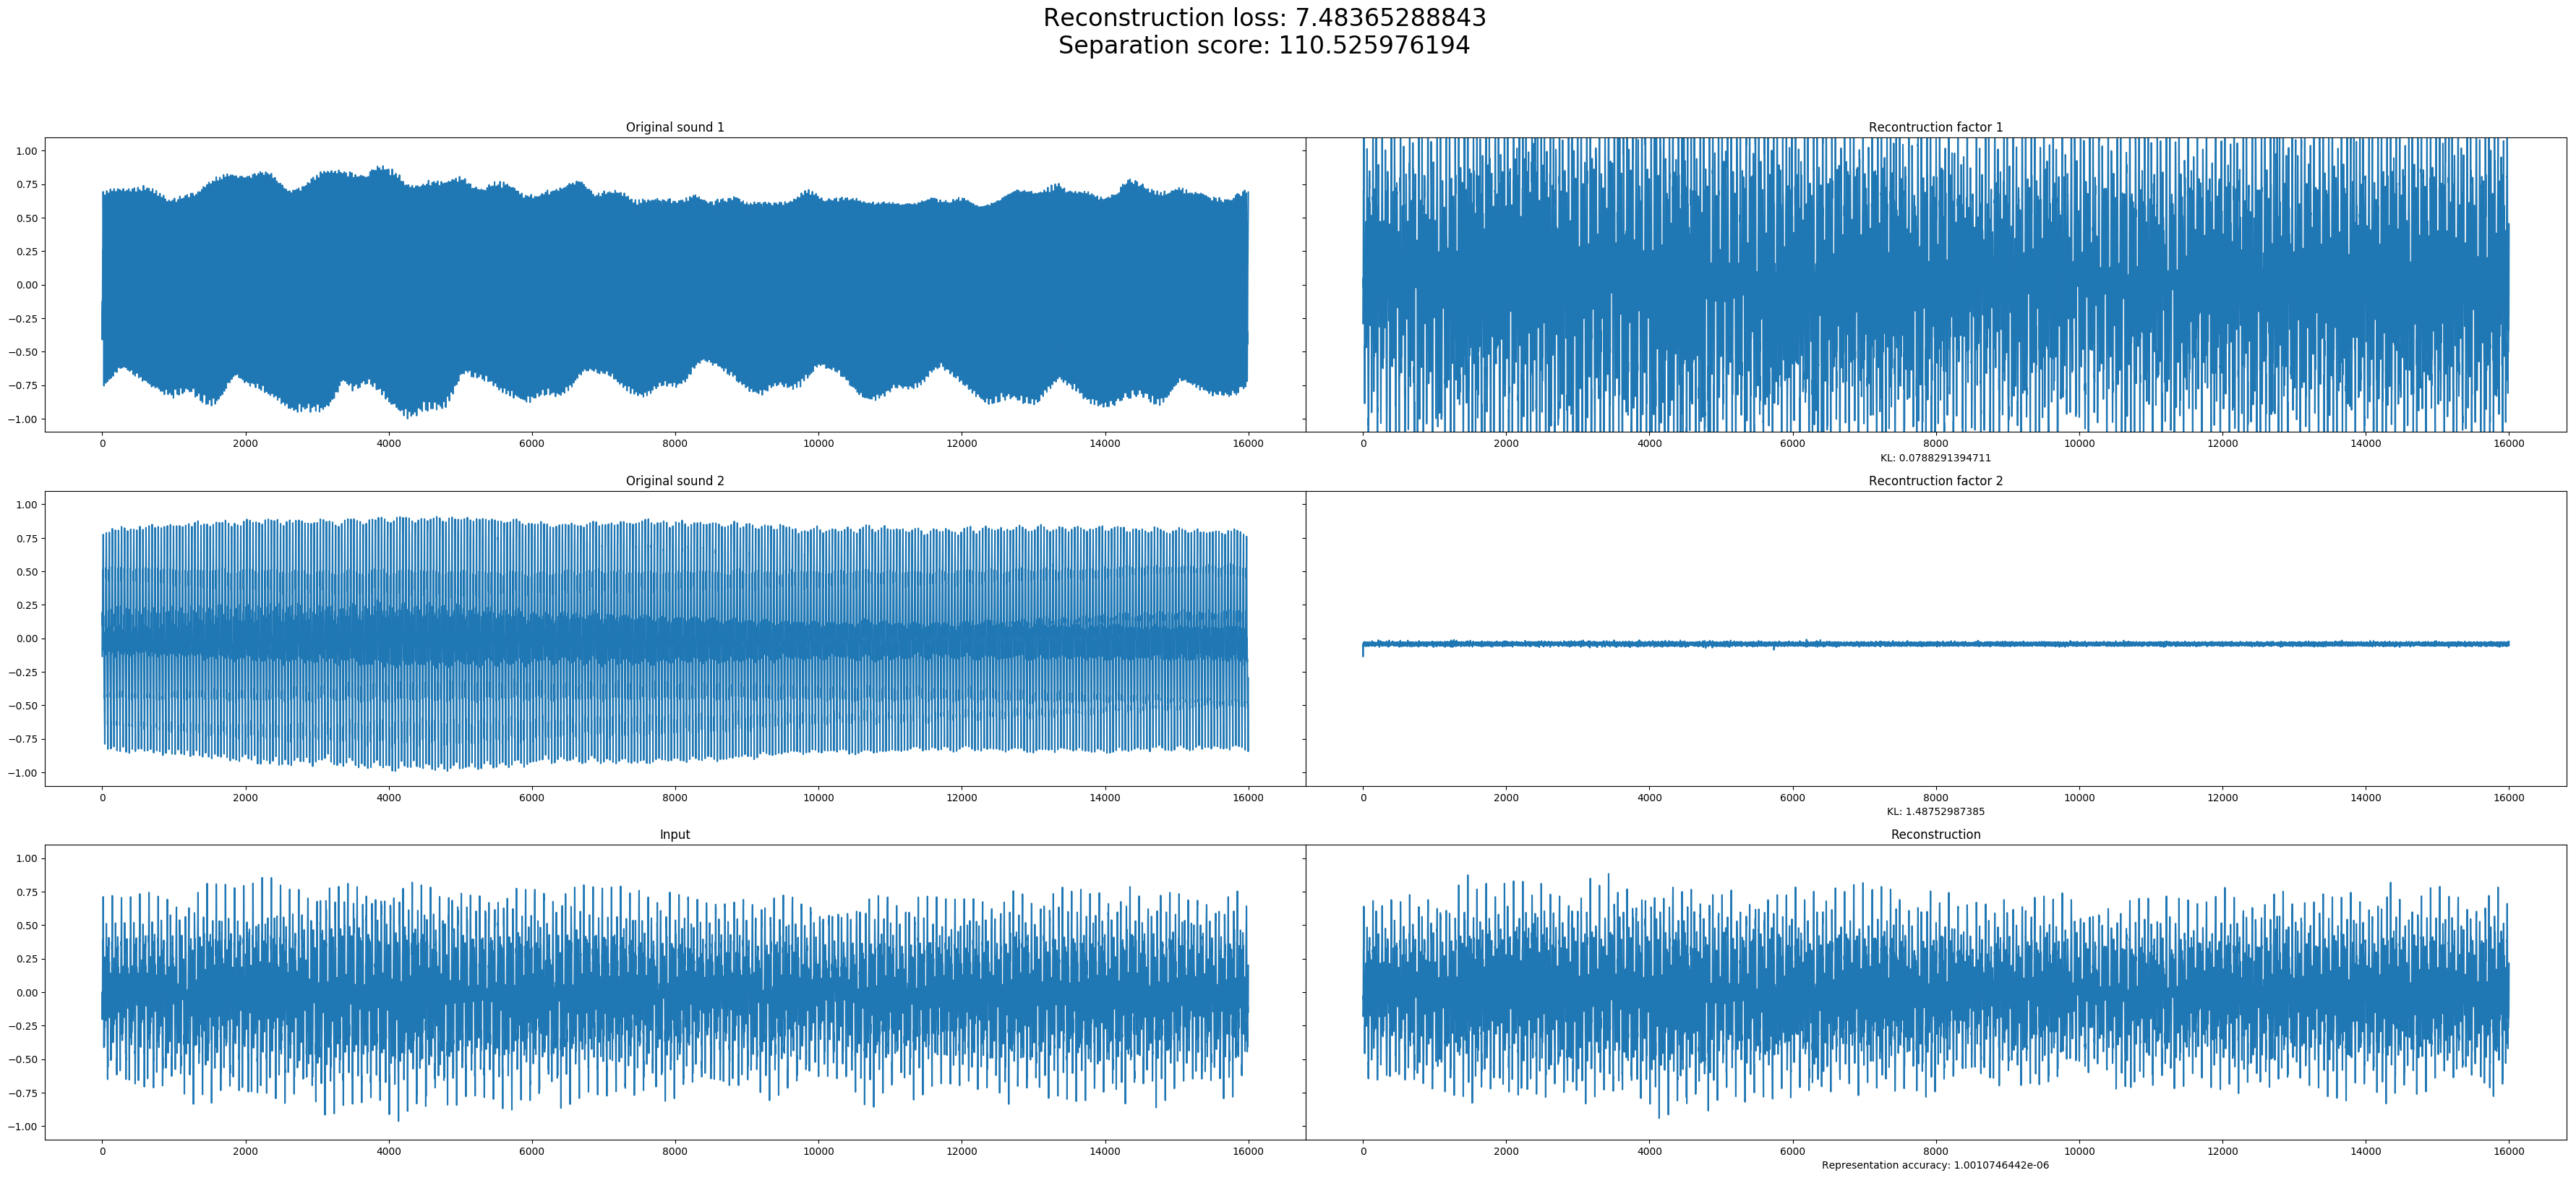 Reconstruction loss: 7.48365288843
Separation score: 110.525976194
Original sound 1
Recontruction factor 1
1.00
0.75
0.50
0.25
0.00
−0.25
−0.50
−0.75
−1.00
0 2000 4000 6000 8000 10000 12000 14000 16000
0 2000 4000 6000 8000 10000 12000 14000 16000
KL: 0.0788291394711
Original sound 2
Recontruction factor 2
1.00
0.75
0.50
0.25
0.00
−0.25
−0.50
−0.75
−1.00
0 2000 4000 6000 8000 10000 12000 14000 16000
0 2000 4000 6000 8000 10000 12000 14000 16000
KL: 1.48752987385
Input
Reconstruction
1.00
0.75
0.50
0.25
0.00
−0.25
−0.50
−0.75
−1.00
0 2000 4000 6000 8000 10000 12000 14000 16000
0 2000 4000 6000 8000 10000 12000 14000 16000
Representation accuracy: 1.0010746442e-06